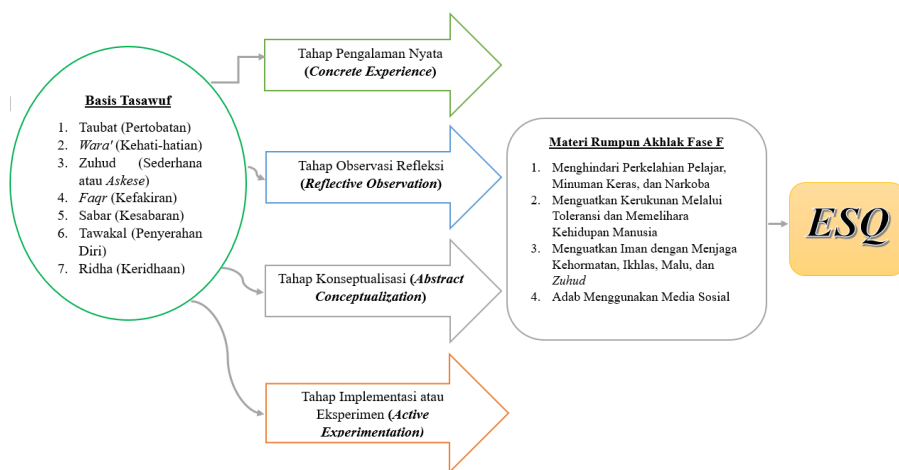 Basis Tasawuf
1. Taubat (Pertobatan)
2. Wara' (Kehati-hatian)
3. Zuhud (Sederhana
atau Askese)
4. Faqr (Kefakiran)
5. Sabar (Kesabaran)
6. Tawakal (Penyerahan
Diri)
7. Ridha (Keridhaan)
Tahap Pengalaman Nyata
(Concrete Experience)
Tahap Observasi Refleksi
(Reflective Observation)
Tahap Konseptualisasi (Abstract
Conceptualization)
Tahap Implementasi atau
Eksperimen (Active
Experimentation)
Materi Rumpun Akhlak Fase F
1. Menghindari Perkelahian Pelajar,
Minuman Keras, dan Narkoba
2. Menguatkan Kerukunan Melalui
Toleransi dan Memelihara
Kehidupan Manusia
3. Menguatkan Iman dengan Menjaga
Kehormatan, Ikhlas, Malu, dan
Zuhud
4. Adab Menggunakan Media Sosial
ESQ